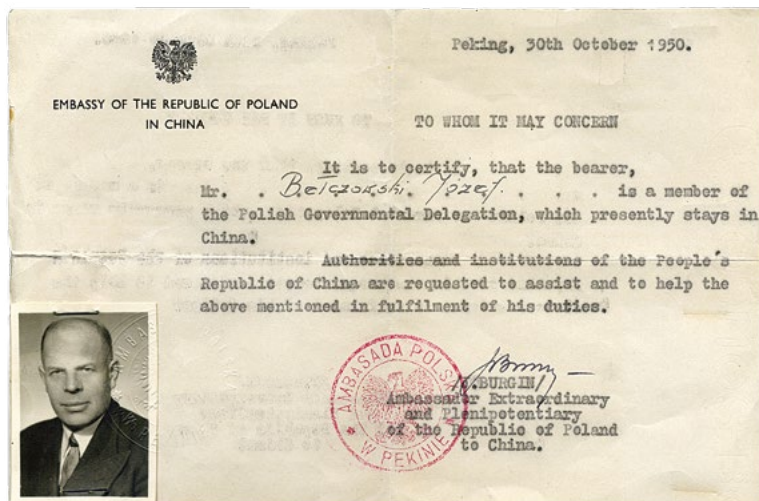 Peking, 30th October 1950.
EMBASSY OF THE REPUBLIC OF POLAND
IN CHINA
TO WHOM IT MAY CONCERN
It is to certify, that the bearer,
Mr. . Józef. . . . is a member of
the Polish Governmental Delegation, which presently stays in
China.
Authorities and institutions of the People's
Republic of China are requested to assist and to help the
above mentioned in fulfilment of his duties.
AMBASADA POLSKA
W PEKINIE
BURGIN/
Ambassador Extraordinary
and Plenipotentiary
of the Republic of Poland
to China.